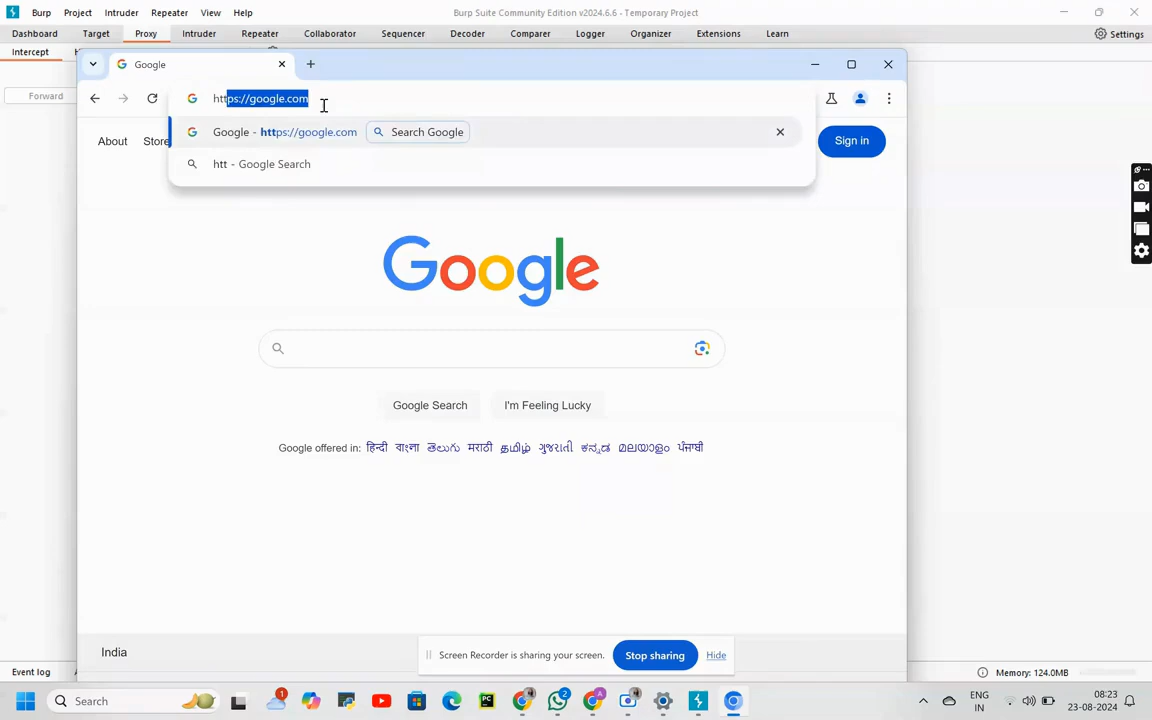 Burp Project Intruder Repeater View Help Burp Suite Community Edition v2024.6.6 - Temporary Project
Dashboard Target Proxy Intruder Repeater Collaborator Sequencer Decoder Comparer Logger Organizer Extensions Learn Settings
Intercept
Google
Forward
https://google.com
Google - https://google.com Search Google
About Store Sign in
htt - Google Search
Google
Google Search I'm Feeling Lucky
Google offered in: हिन्दी বাংলা తెలుగు मराठी தமிழ் ગુજરાતી ಕನ್ನಡ മലയാളം ਪੰਜਾਬੀ
India
Screen Recorder is sharing your screen. Stop sharing Hide
Event log Memory: 124.0MB
Search 1 2 ENG 08:23
IN 23-08-2024